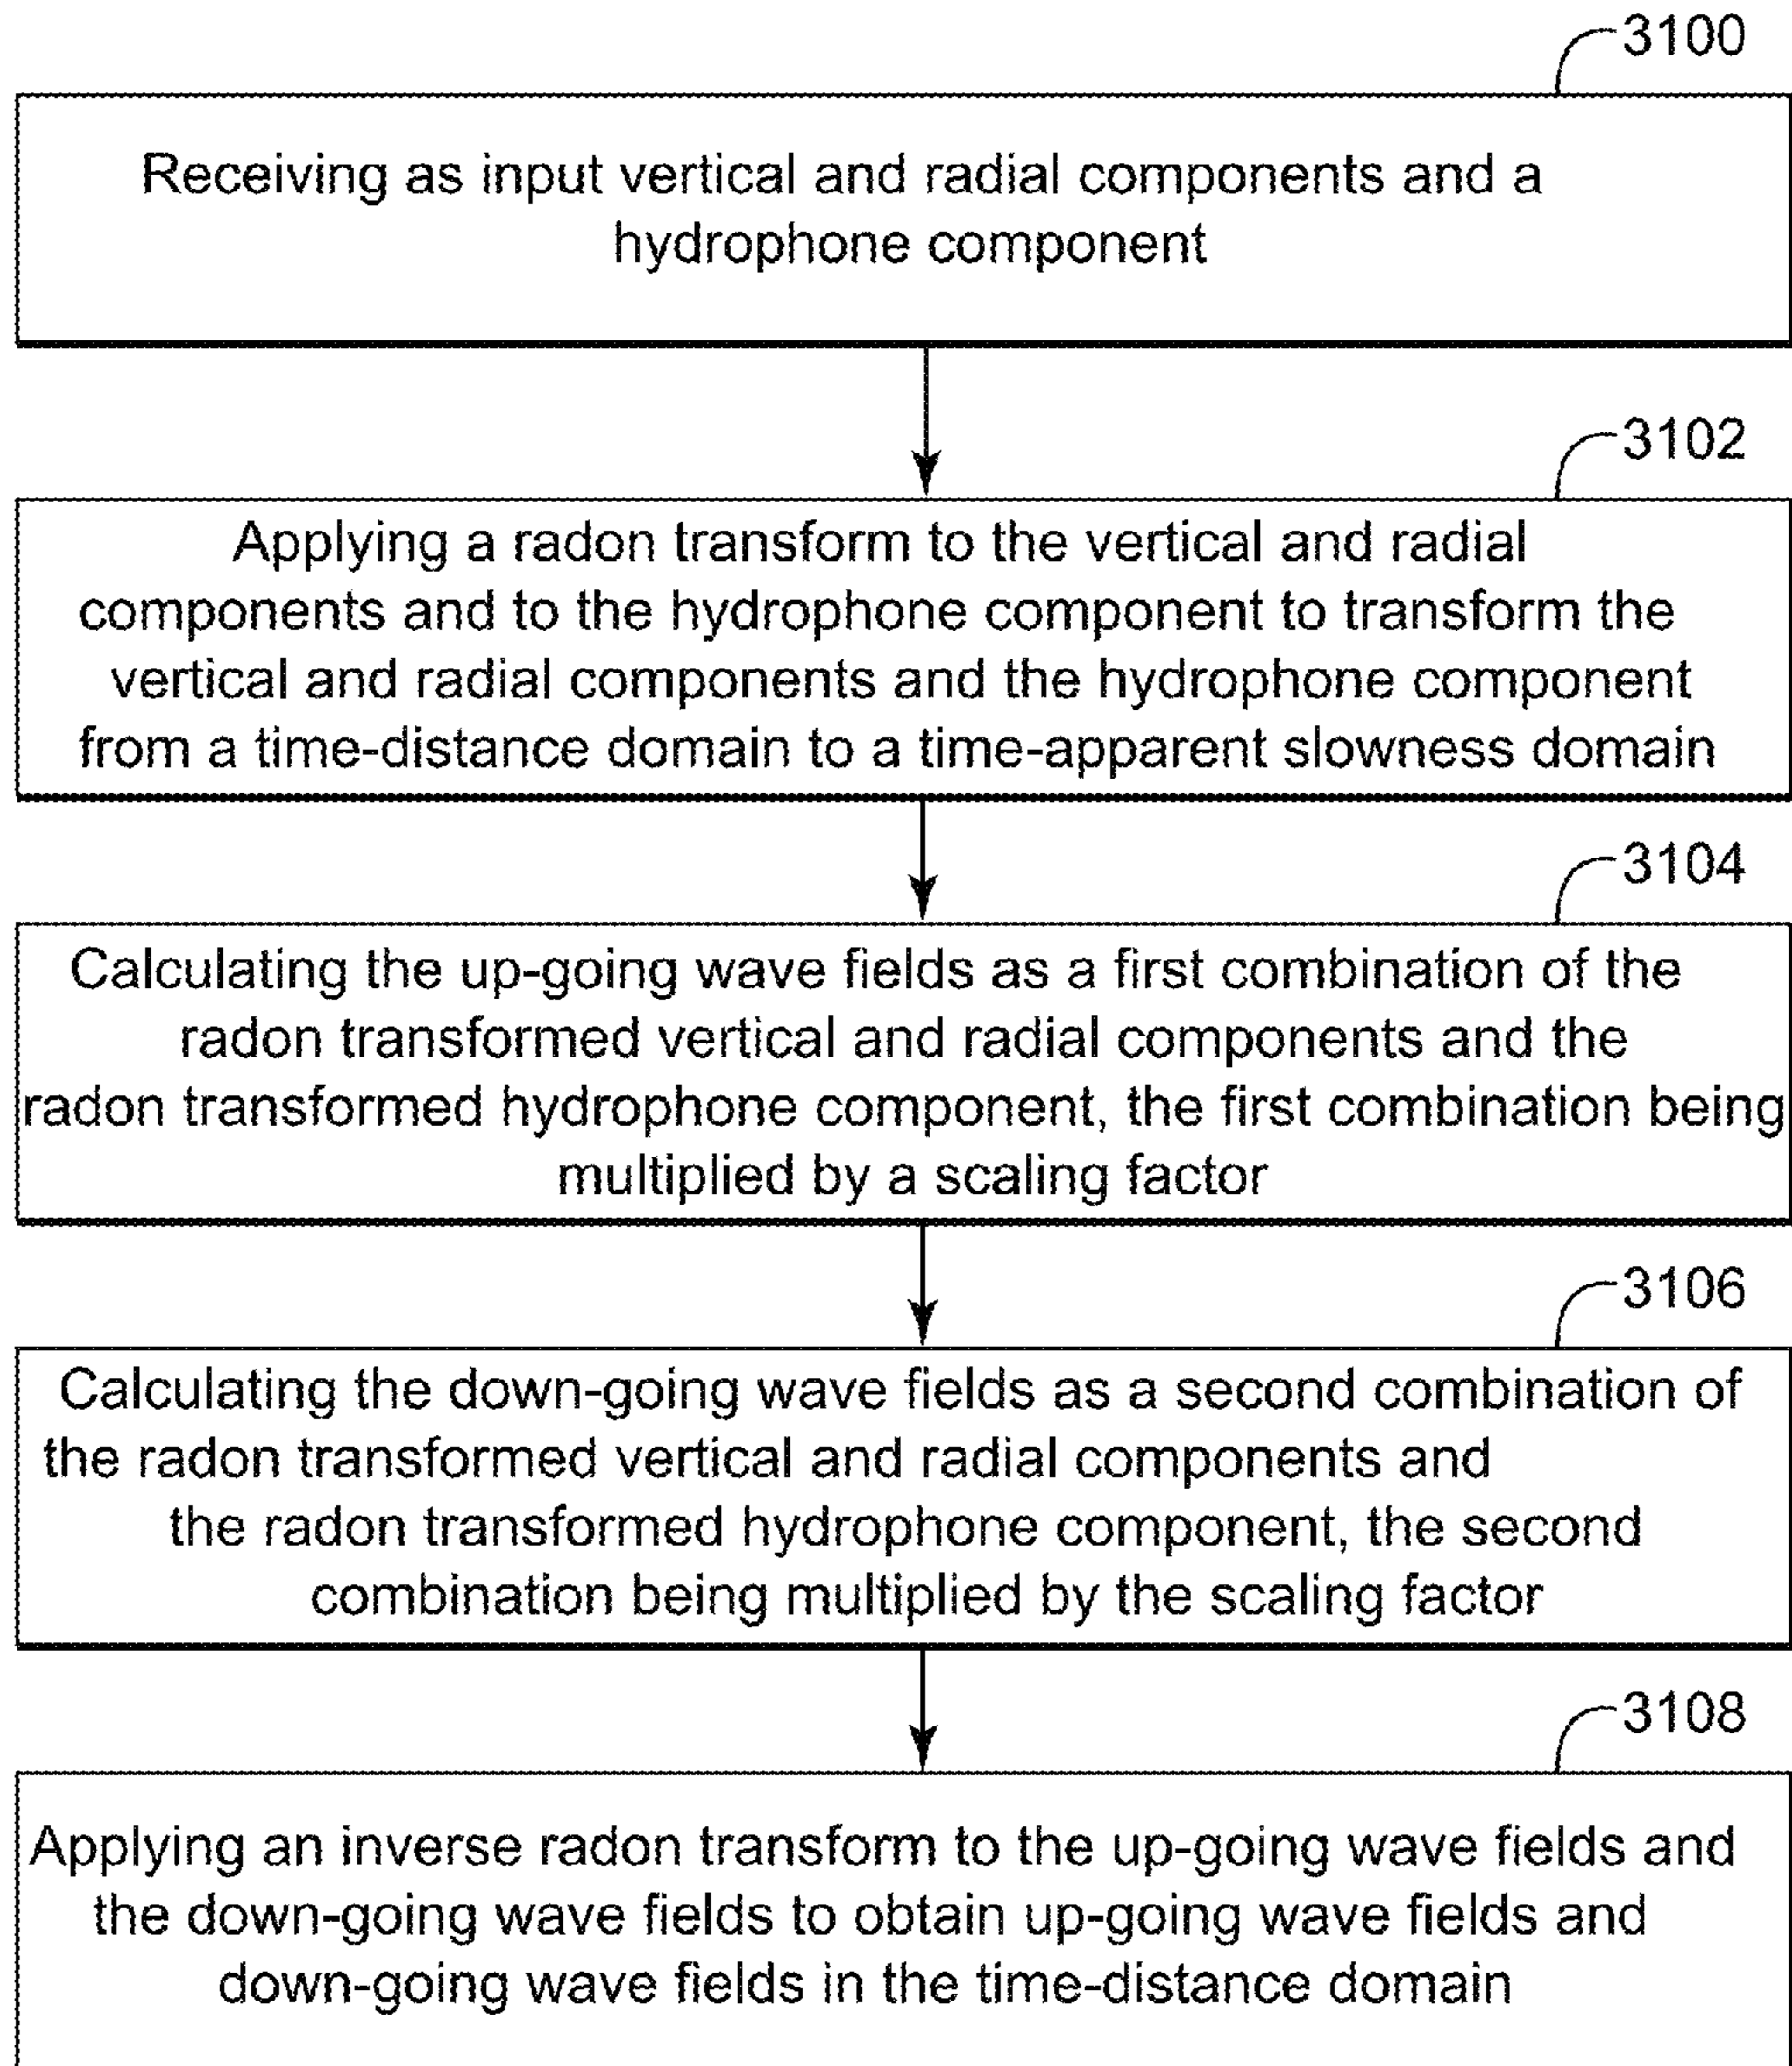 3100
Receiving as input vertical and radial components and a
hydrophone component
3102
Applying a radon transform to the vertical and radial
components and to the hydrophone component to transform the
vertical and radial components and the hydrophone component
from a time-distance domain to a time-apparent slowness domain
3104
Calculating the up-going wave fields as a first combination of the
radon transformed vertical and radial components and the
radon transformed hydrophone component, the first combination being
multiplied by a scaling factor
3106
Calculating the down-going wave fields as a second combination of
the radon transformed vertical and radial components and
the radon transformed hydrophone component, the second
combination being multiplied by the scaling factor
3108
Applying an inverse radon transform to the up-going wave fields and
the down-going wave fields to obtain up-going wave fields and
down-going wave fields in the time-distance domain